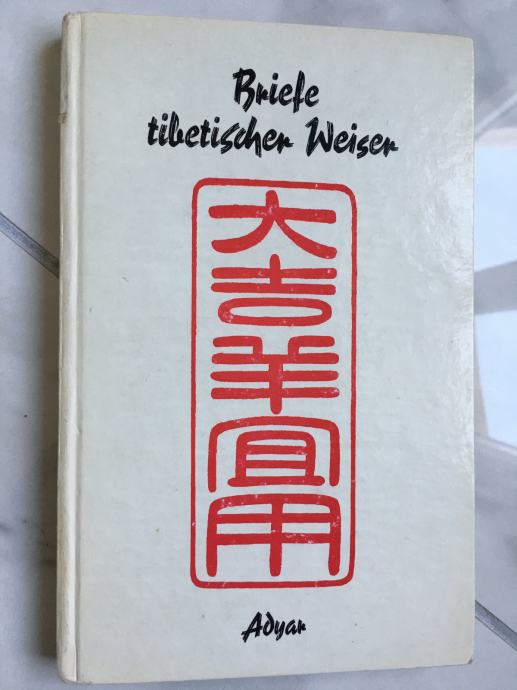 Briefe
tibetischer Weiser
大
吉
羊
宜
用
Adyar